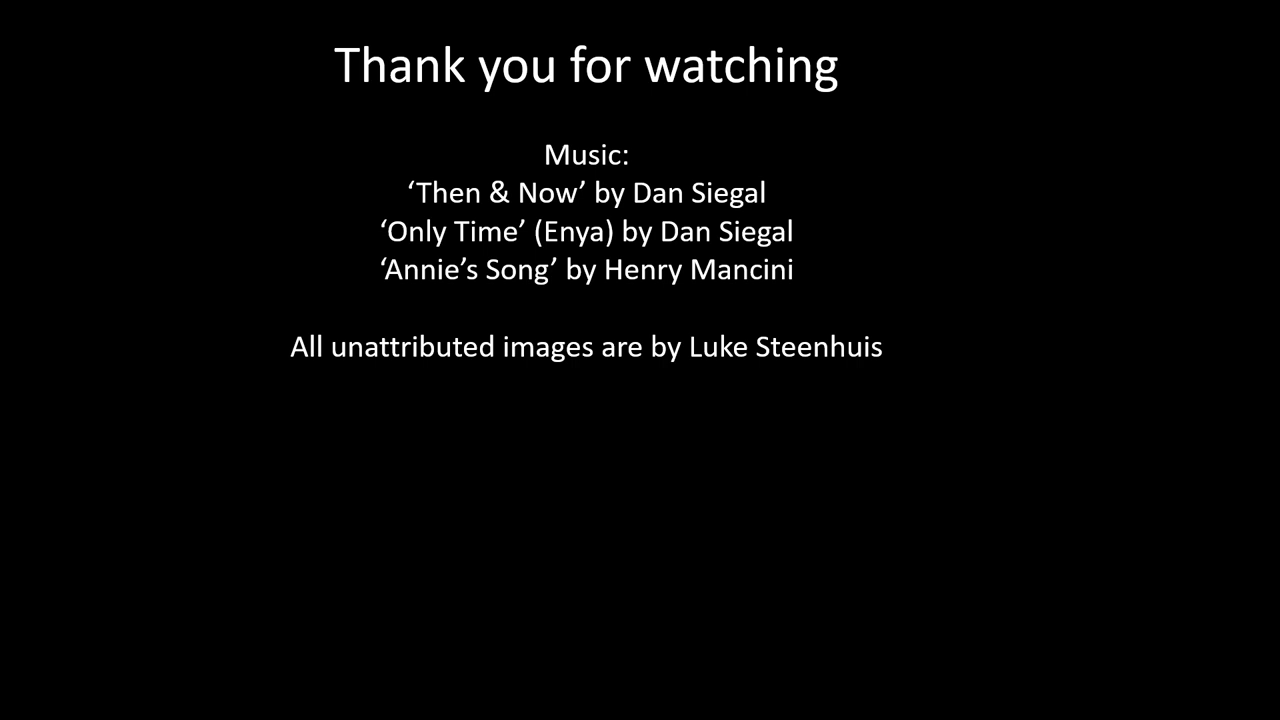 Thank you for watching
Music:
‘Then & Now’ by Dan Siegal
‘Only Time’ (Enya) by Dan Siegal
‘Annie’s Song’ by Henry Mancini
All unattributed images are by Luke Steenhuis